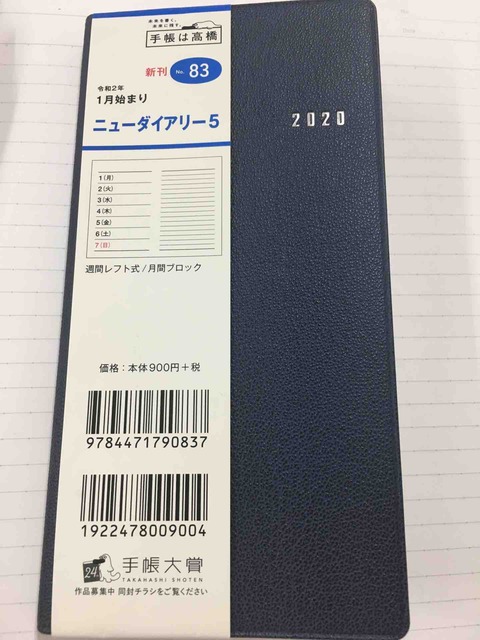 未来を書く。
未来に残す。
手帳は高橋
新刊 No. 83
令和2年
1月始まり
ニューダイアリー5
2020
1(月)
2(火)
3(水)
4(木)
5(金)
6(土)
7(日)
週間レフト式/月間ブロック
価格:本体900円+税
9784471790837
1922478009004
24 手帳大賞
TAKAHASHI SHOTEN
作品募集中 同封チラシをご覧ください